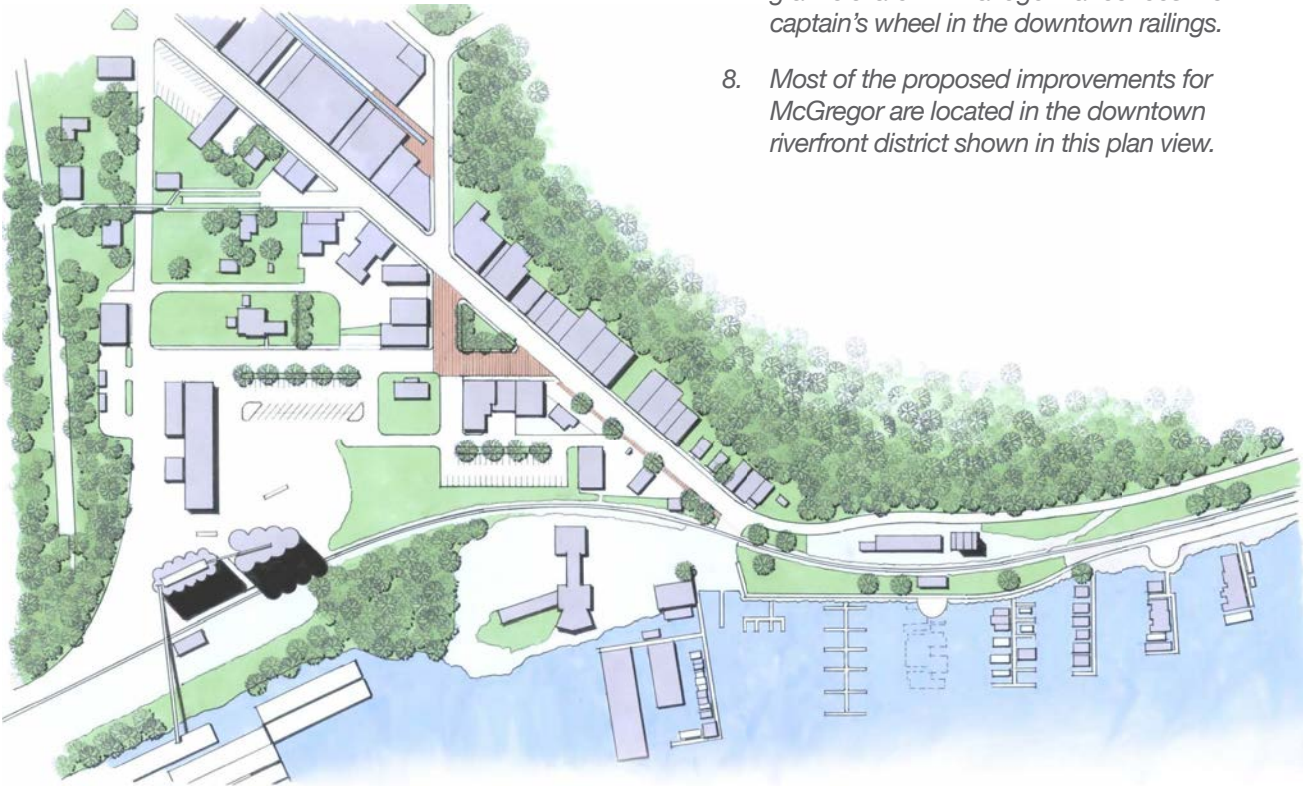 captain's wheel in the downtown railings.
8. Most of the proposed improvements for
McGregor are located in the downtown
riverfront district shown in this plan view.